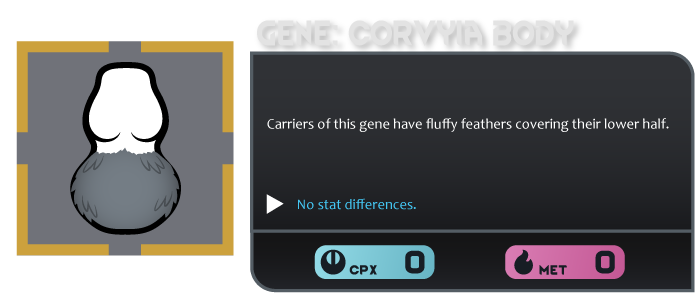 GENE: CORVYIA BODY
Carriers of this gene have fluffy feathers covering their lower half.
No stat differences.
CPX 0 MET 0